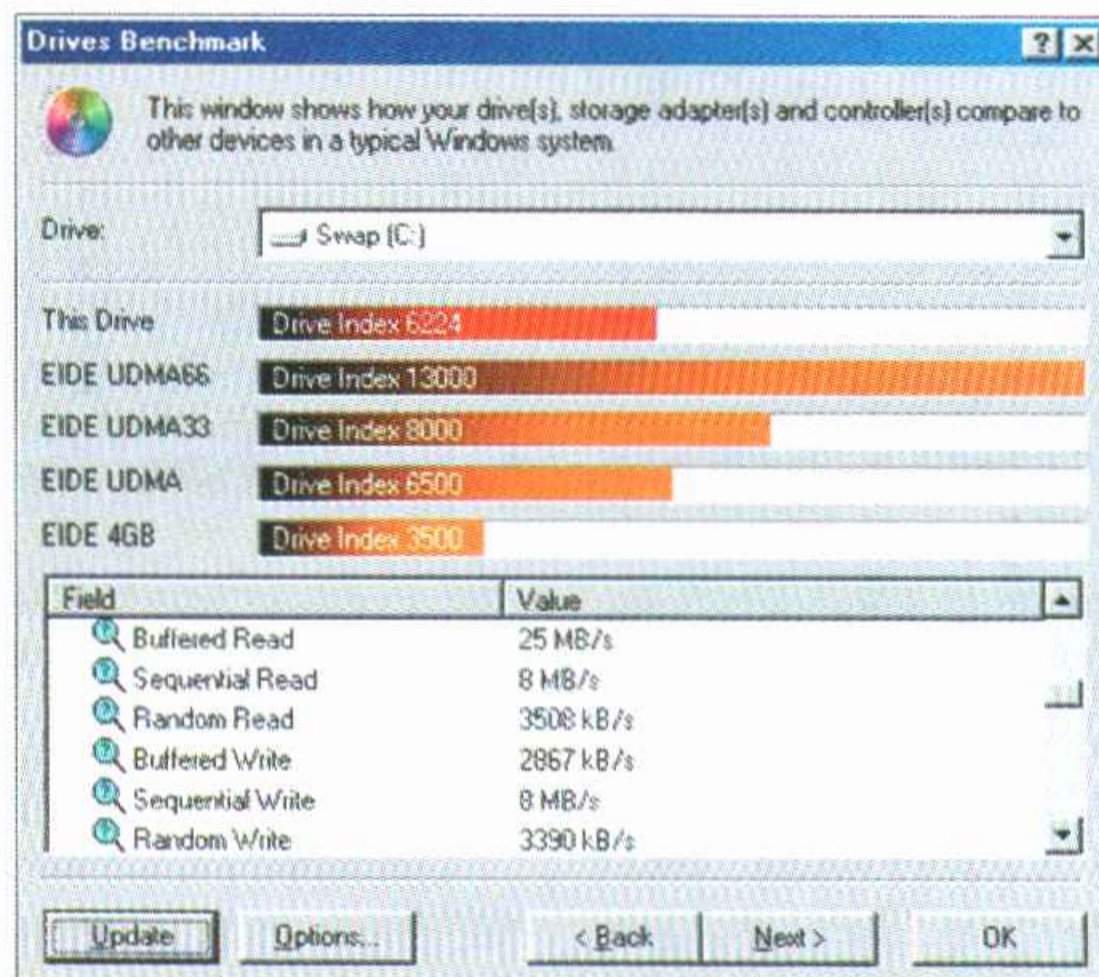 Drives Benchmark
This window shows how your drive(s), storage adapter(s) and controller(s) compare to
other devices in a typical Windows system.
Drive:
Swap (C:)
This Drive
Drive Index 6224
EIDE UDMA66
Drive Index 13000
EIDE UDMA33
Drive Index 8000
EIDE UDMA
Drive Index 6500
EIDE 4GB
Drive Index 3500
Field Value
Buffered Read 25 MB/s
Sequential Read 8 MB/s
Random Read 3508 kB/s
Buffered Write 2867 kB/s
Sequential Write 8 MB/s
Random Write 3390 kB/s
Update Options... < Back Next > OK